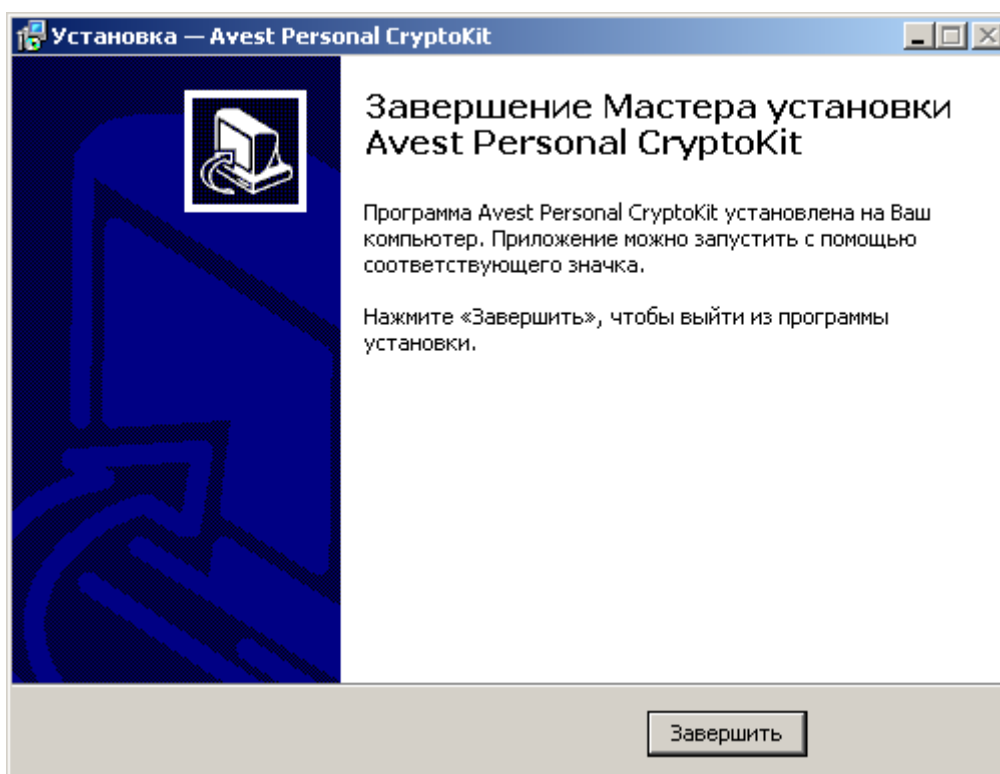 Установка — Avest Personal CryptoKit
Завершение Мастера установки
Avest Personal CryptoKit
Программа Avest Personal CryptoKit установлена на Ваш
компьютер. Приложение можно запустить с помощью
соответствующего значка.
Нажмите «Завершить», чтобы выйти из программы
установки.
Завершить